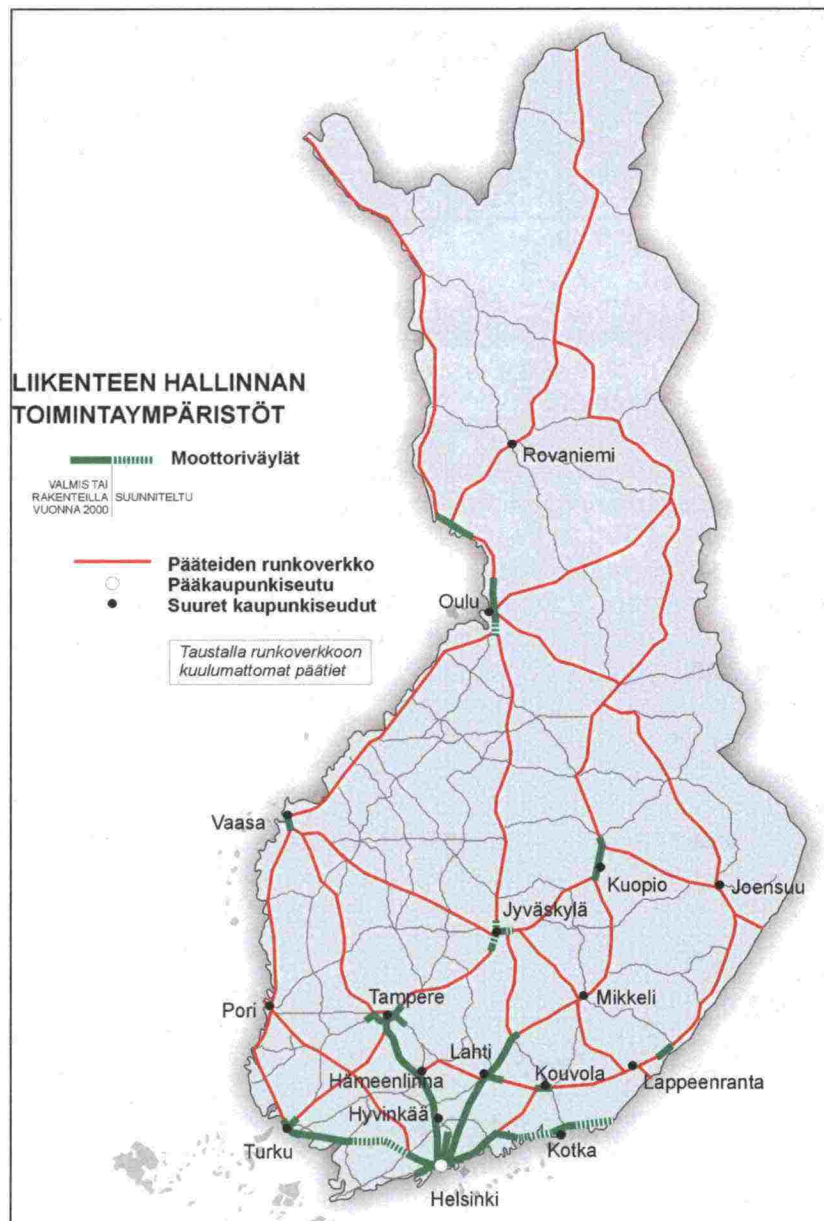 LIIKENTEEN HALLINNAN
TOIMINTAYMPÄRISTÖT
Moottoriväylät
VALMIS TAI
RAKENTEILLA
VUONNA 2000
SUUNNITELTU
Pääteiden runkoverkko
Pääkaupunkiseutu
Suuret kaupunkiseudut
Taustalla runkoverkkoon
kuulumattomat päätiet
Rovaniemi
Oulu
Vaasa
Kuopio
Joensuu
Jyväskylä
Pori
Tampere
Mikkeli
Lahti
Hämeenlinna
Kouvola
Lappeenranta
Hyvinkää
Turku
Kotka
Helsinki